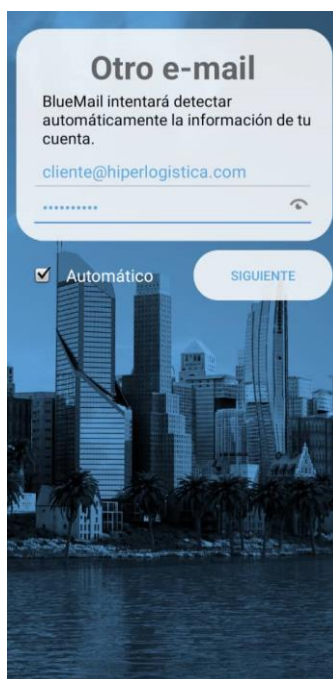 Otro e-mail
BlueMail intentará detectar
automáticamente la información de tu
cuenta.
cliente@hiperlogistica.com
••••••••••
Automático
SIGUIENTE